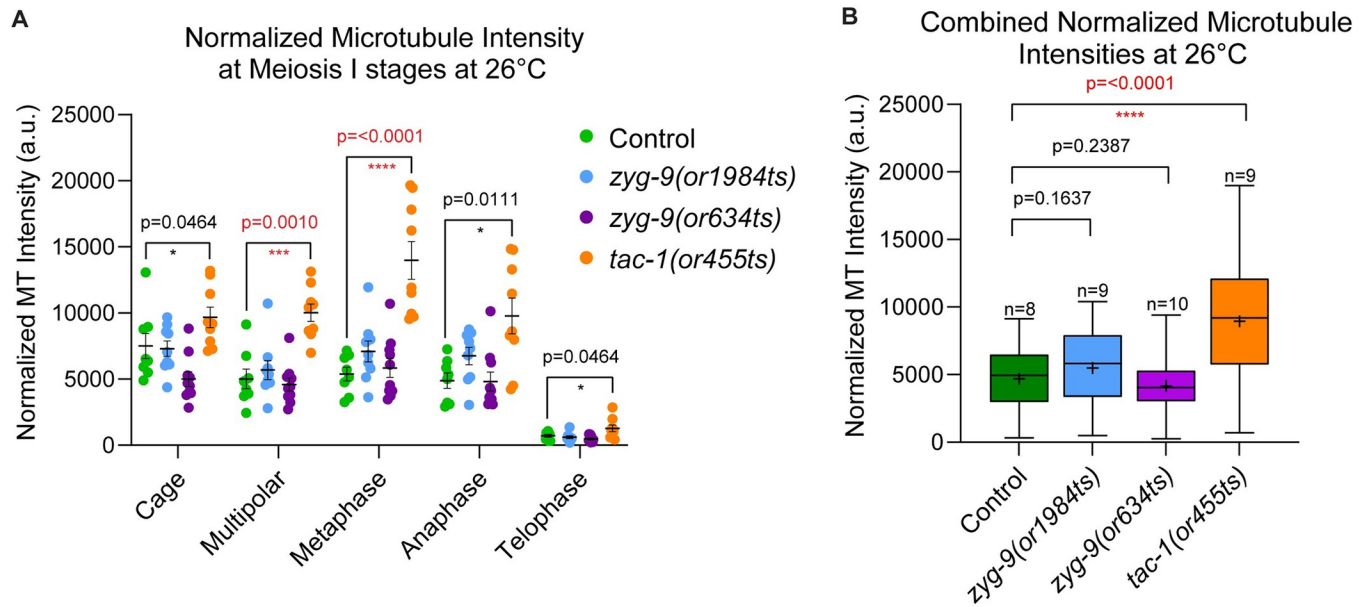 A
Normalized Microtubule Intensity
at Meiosis I stages at 26°C
Normalized MT Intensity (a.u.)
25000
20000
15000
10000
5000
0
p=0.0464
*
p=0.0010
***
p=<0.0001
****
p=0.0111
*
p=0.0464
*
Control
zyg-9(or1984ts)
zyg-9(or634ts)
tac-1(or455ts)
Cage
Multipolar
Metaphase
Anaphase
Telophase
B
Combined Normalized Microtubule
Intensities at 26°C
Normalized MT Intensity (a.u.)
25000
20000
15000
10000
5000
0
p=<0.0001
****
p=0.2387
p=0.1637
n=8
n=9
n=10
n=9
Control
zyg-9(or1984ts)
zyg-9(or634ts)
tac-1(or455ts)